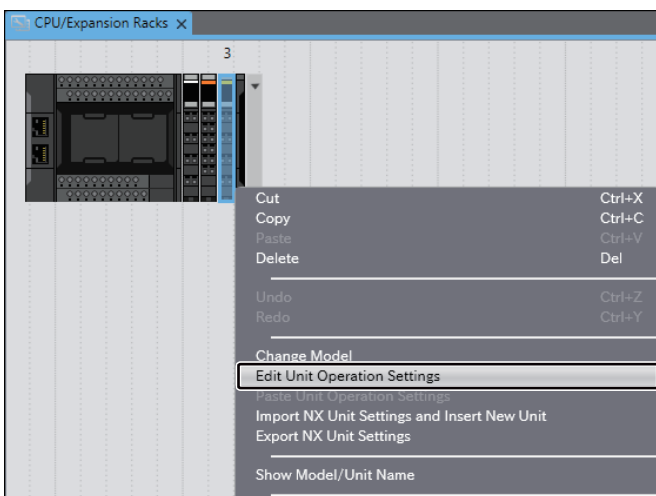 CPU/Expansion Racks
3
Cut Ctrl+X
Copy Ctrl+C
Paste Ctrl+V
Delete Del
Undo Ctrl+Z
Redo Ctrl+Y
Change Model
Edit Unit Operation Settings
Paste Unit Operation Settings
Import NX Unit Settings and Insert New Unit
Export NX Unit Settings
Show Model/Unit Name